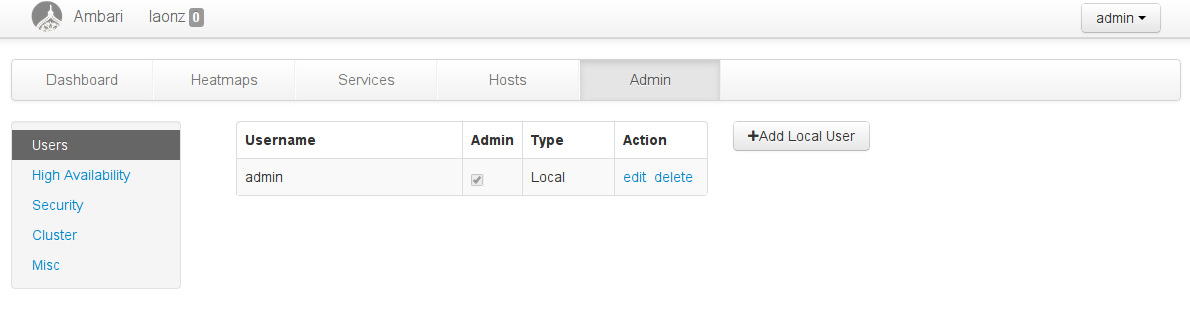 Ambari laonz 0 admin
Dashboard Heatmaps Services Hosts Admin
Users
High Availability
Security
Cluster
Misc
Username Admin Type Action
admin Local edit delete
+Add Local User